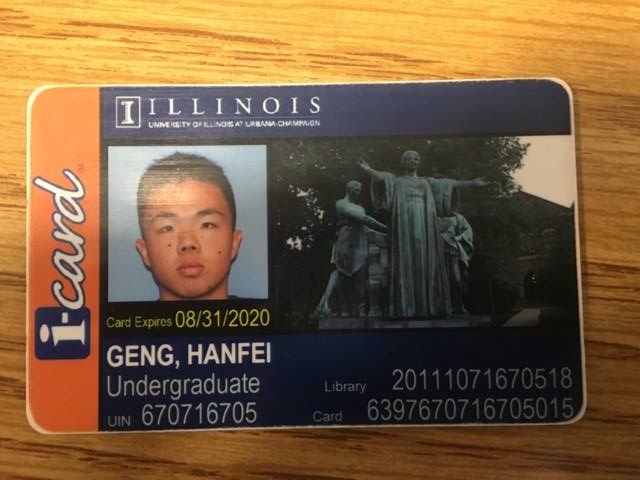 I ILLINOIS
UNIVERSITY OF ILLINOIS AT URBANA-CHAMPAIGN
i-card
Card Expires 08/31/2020
GENG, HANFEI
Undergraduate
UIN 670716705
Library 20111071670518
Card 6397670716705015